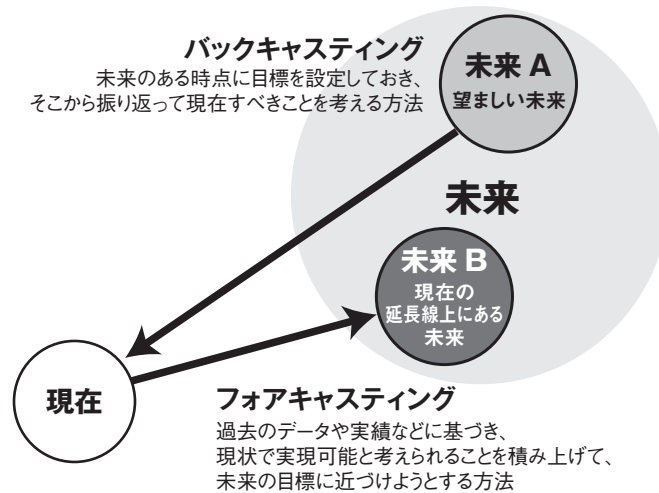 バックキャスティング
未来のある時点に目標を設定しておき、
そこから振り返って現在すべきことを考える方法
未来 A
望ましい未来
未来
未来 B
現在の
延長線上にある
未来
現在
フォアキャスティング
過去のデータや実績などに基づき、
現状で実現可能と考えられることを積み上げて、
未来の目標に近づけようとする方法